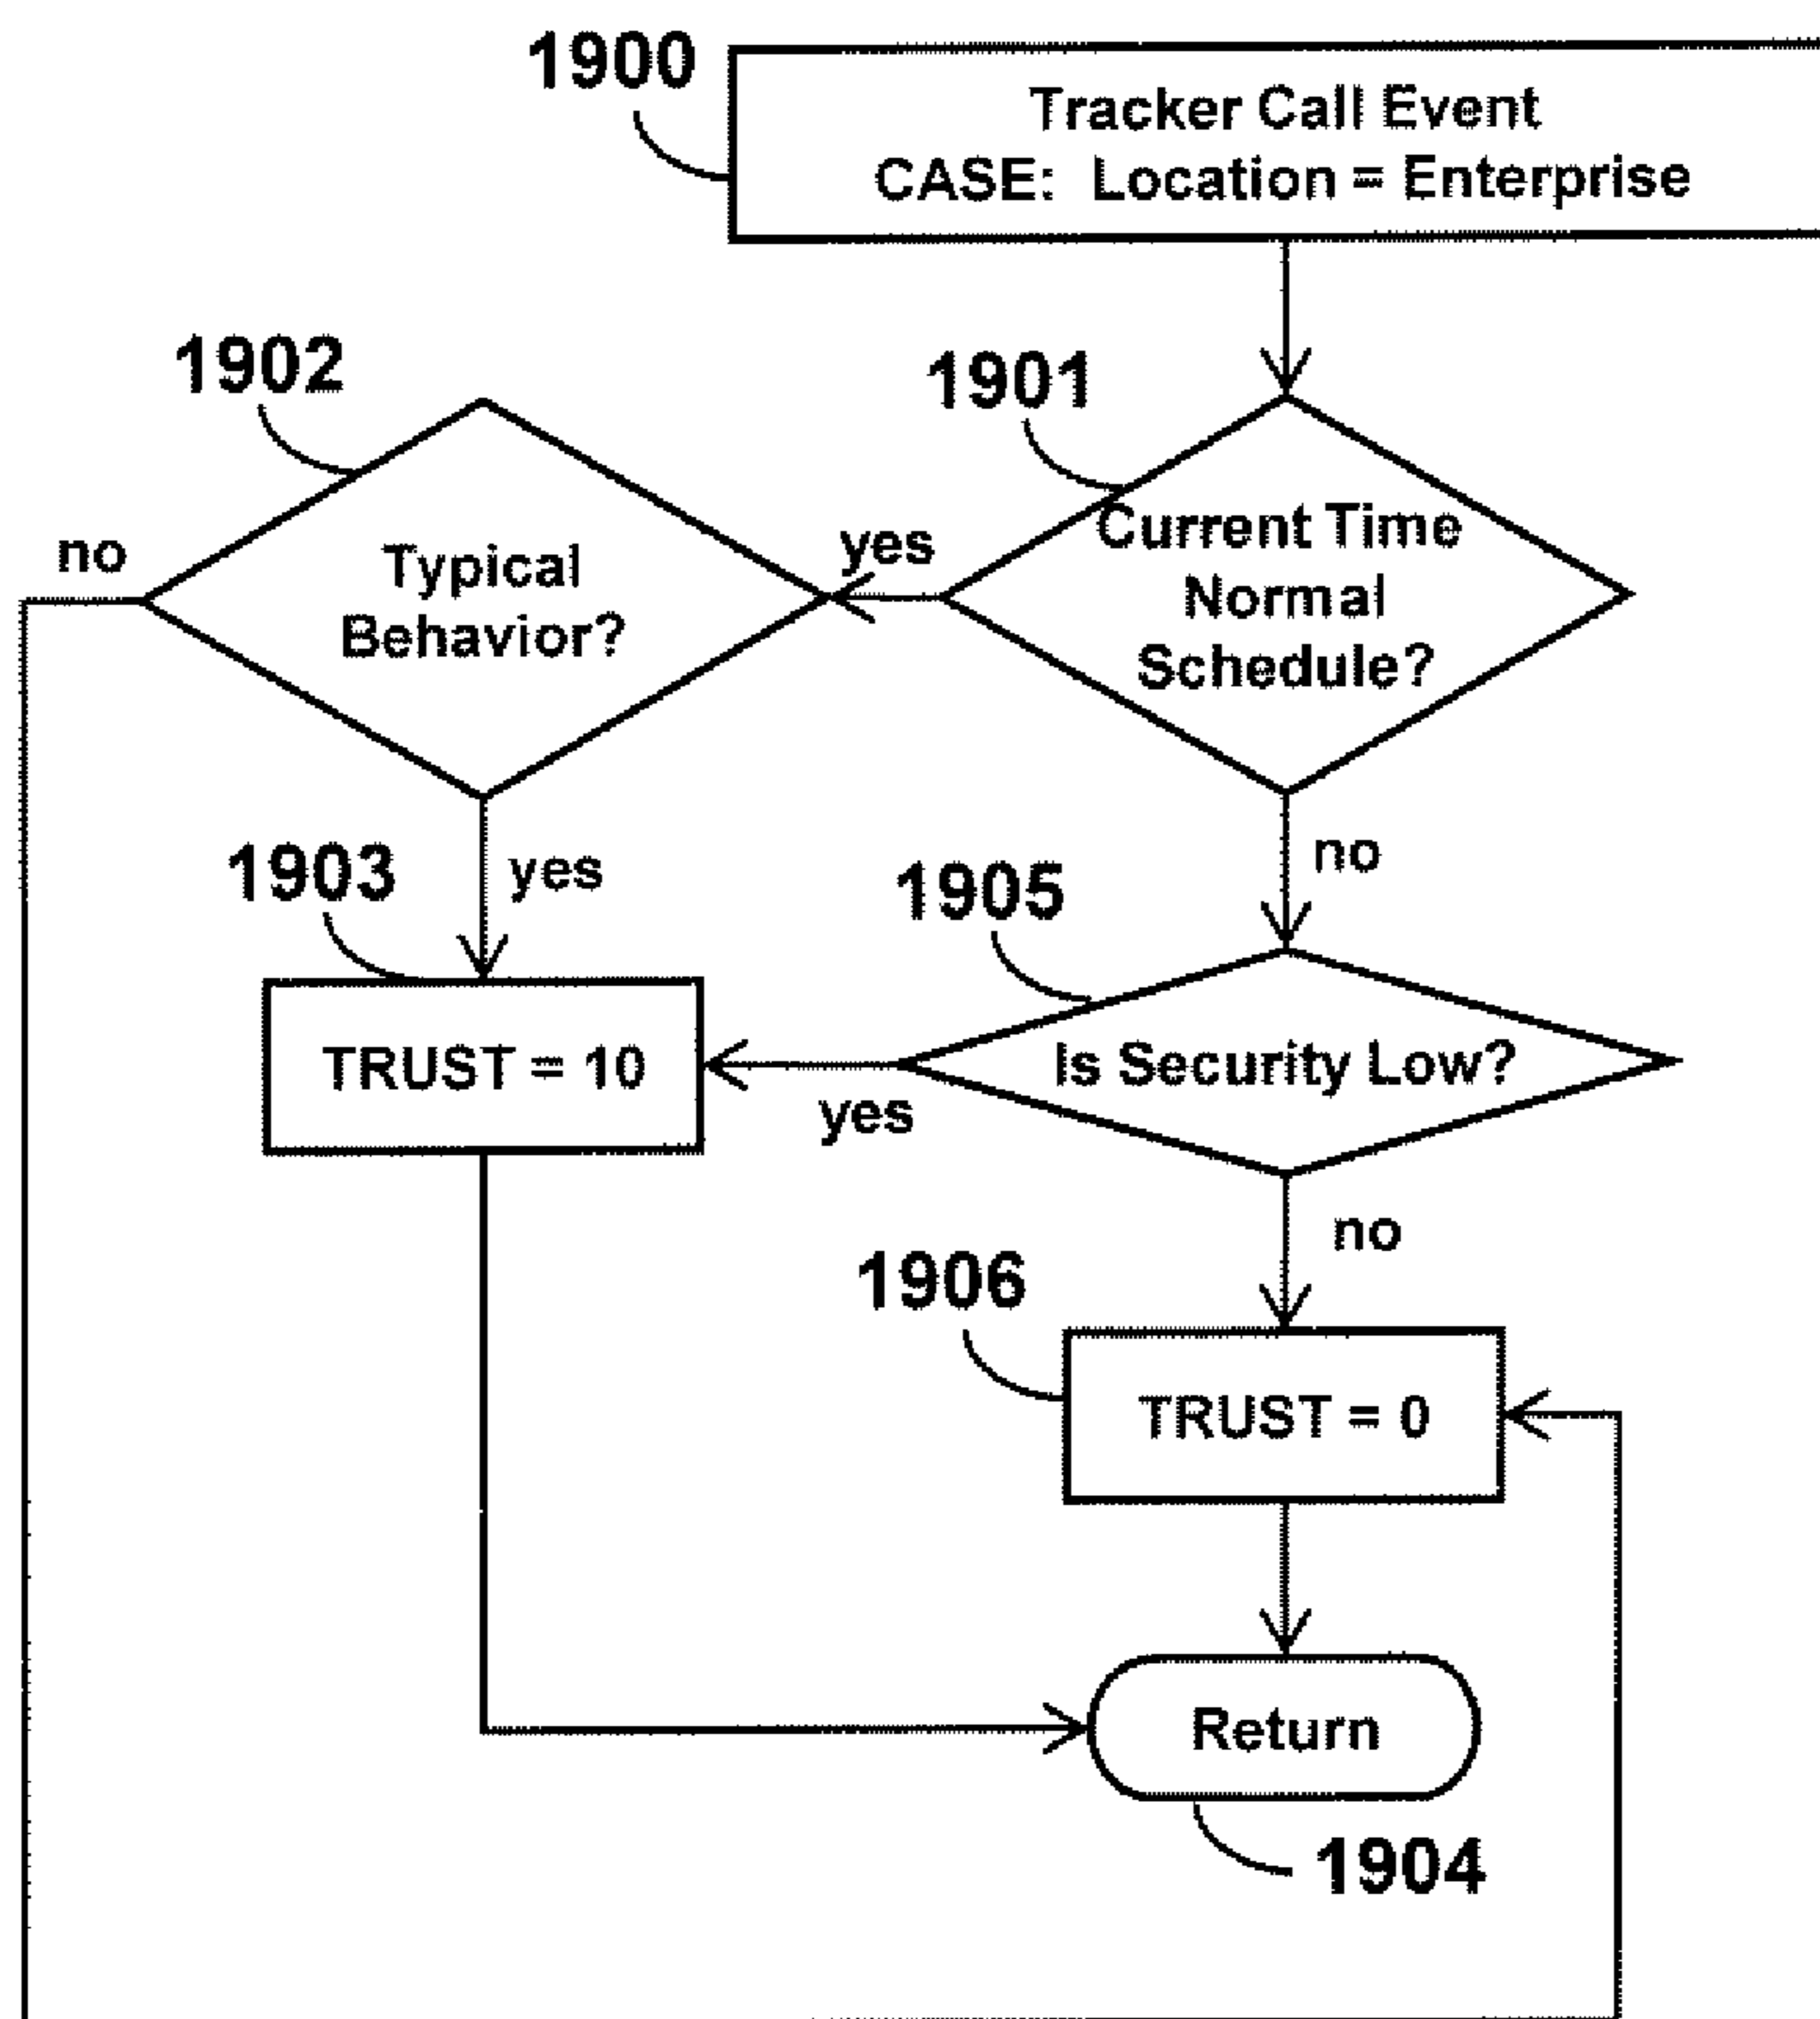 1900
Tracker Call Event
CASE: Location = Enterprise
1902
1901
no
Typical
Behavior?
yes
Current Time
Normal
Schedule?
1903
yes
1905
no
TRUST = 10
yes
Is Security Low?
no
1906
TRUST = 0
Return
1904